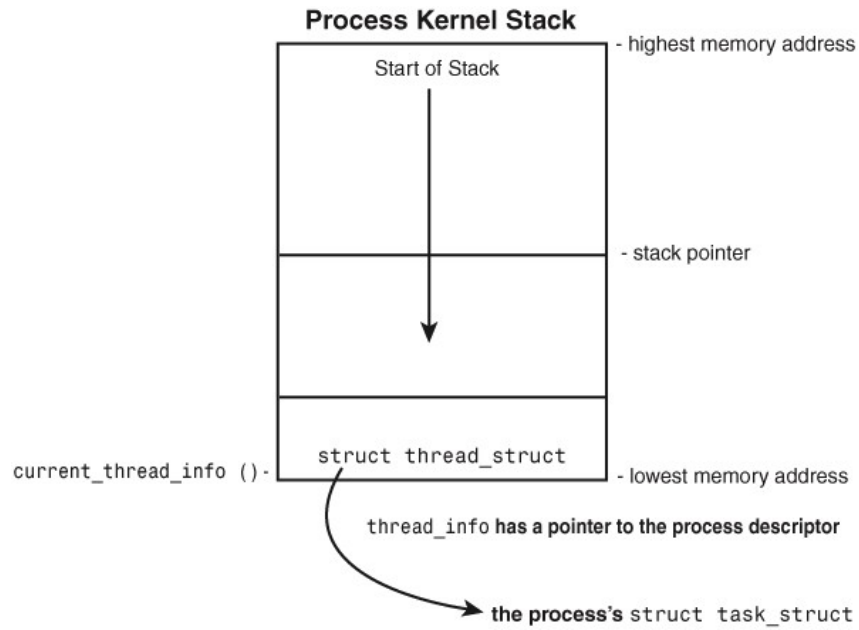 Process Kernel Stack
- highest memory address
Start of Stack
- stack pointer
struct thread_struct
current_thread_info ()-
- lowest memory address
thread_info has a pointer to the process descriptor
the process's struct task_struct